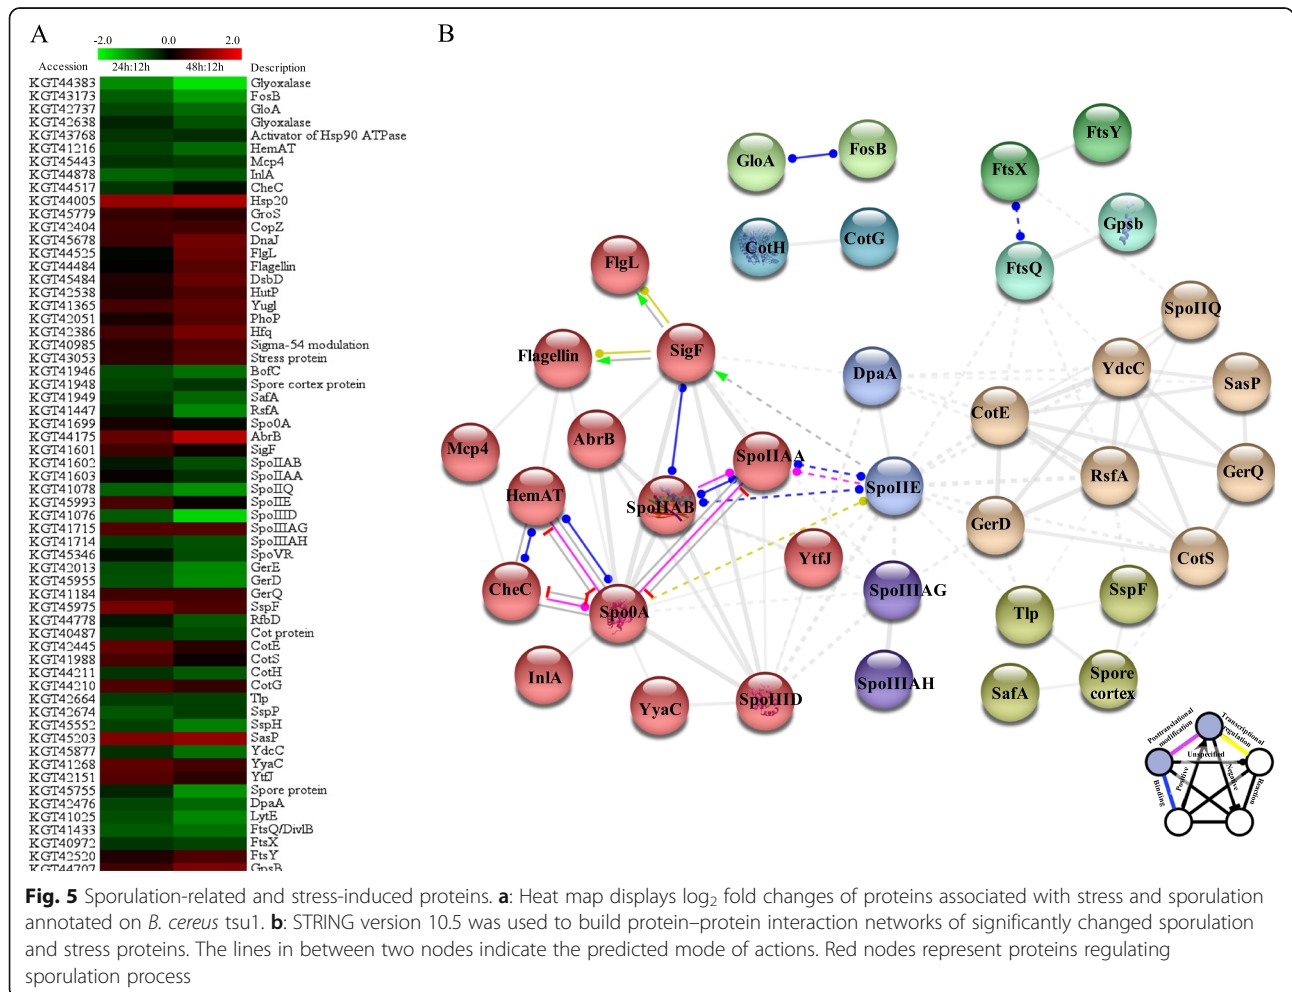 A
B
-2.0 0.0 2.0
Accession 24h:12h 48h:12h Description
KGT44383 Glyoxalase
KGT43173 FosB
KGT42737 GloA
KGT42638 Glyoxalase
KGT43768 Activator of Hsp90 ATPase
KGT41216 HemAT
KGT45443 Mcp4
KGT44878 InlA
KGT44517 CheC
KGT44005 Hsp20
KGT45779 GroS
KGT42404 CopZ
KGT45678 DnaJ
KGT44525 FlgL
KGT44484 Flagellin
KGT45484 DsbD
KGT42538 HutP
KGT41365 YugI
KGT42051 PhoP
KGT42386 Hfq
KGT40985 Sigma-54 modulation
KGT43053 Stress protein
KGT41946 BofC
KGT41948 Spore cortex protein
KGT41949 SafA
KGT41447 RsfA
KGT41699 Spo0A
KGT44175 AbrB
KGT41601 SigF
KGT41602 SpoIIAB
KGT41603 SpoIIAA
KGT41078 SpoIIQ
KGT45993 SpoIIE
KGT41076 SpoIIID
KGT41715 SpoIIIAG
KGT41714 SpoIIIAH
KGT45346 SpoVR
KGT42013 GerE
KGT45955 GerD
KGT41184 GerQ
KGT45975 SspF
KGT44778 RfbD
KGT40487 Cot protein
KGT42445 CotE
KGT41988 CotS
KGT44211 CotH
KGT44210 CotG
KGT42664 Tlp
KGT42674 SspP
KGT45552 SspH
KGT45203 SasP
KGT45877 YdcC
KGT41268 YyaC
KGT42151 YtfJ
KGT45755 Spore protein
KGT42476 DpaA
KGT41025 LytE
KGT41433 FtsQ/DivlB
KGT40972 FtsX
KGT42520 FtsY
KGT44707 GpsB
GloA
FosB
FtsY
FtsX
Gpsb
CotH
CotG
FtsQ
FlgL
SpoIIQ
Flagellin
SigF
DpaA
YdcC
SasP
CotE
Mcp4
AbrB
SpoIIAA
RsfA
GerQ
HemAT
SpoIIAB
SpoIIE
GerD
CotS
YtfJ
CheC
Spo0A
SpoIIIAG
Tlp
SspF
InlA
YyaC
SpoIIID
SpoIIIAH
SafA
Spore
cortex
Posttranslational
modification
Transcriptional
regulation
Unspecified
Positive
Negative
Binding
Reaction
Fig. 5 Sporulation-related and stress-induced proteins. a: Heat map displays log2 fold changes of proteins associated with stress and sporulation
annotated on B. cereus tsu1. b: STRING version 10.5 was used to build protein–protein interaction networks of significantly changed sporulation
and stress proteins. The lines in between two nodes indicate the predicted mode of actions. Red nodes represent proteins regulating
sporulation process